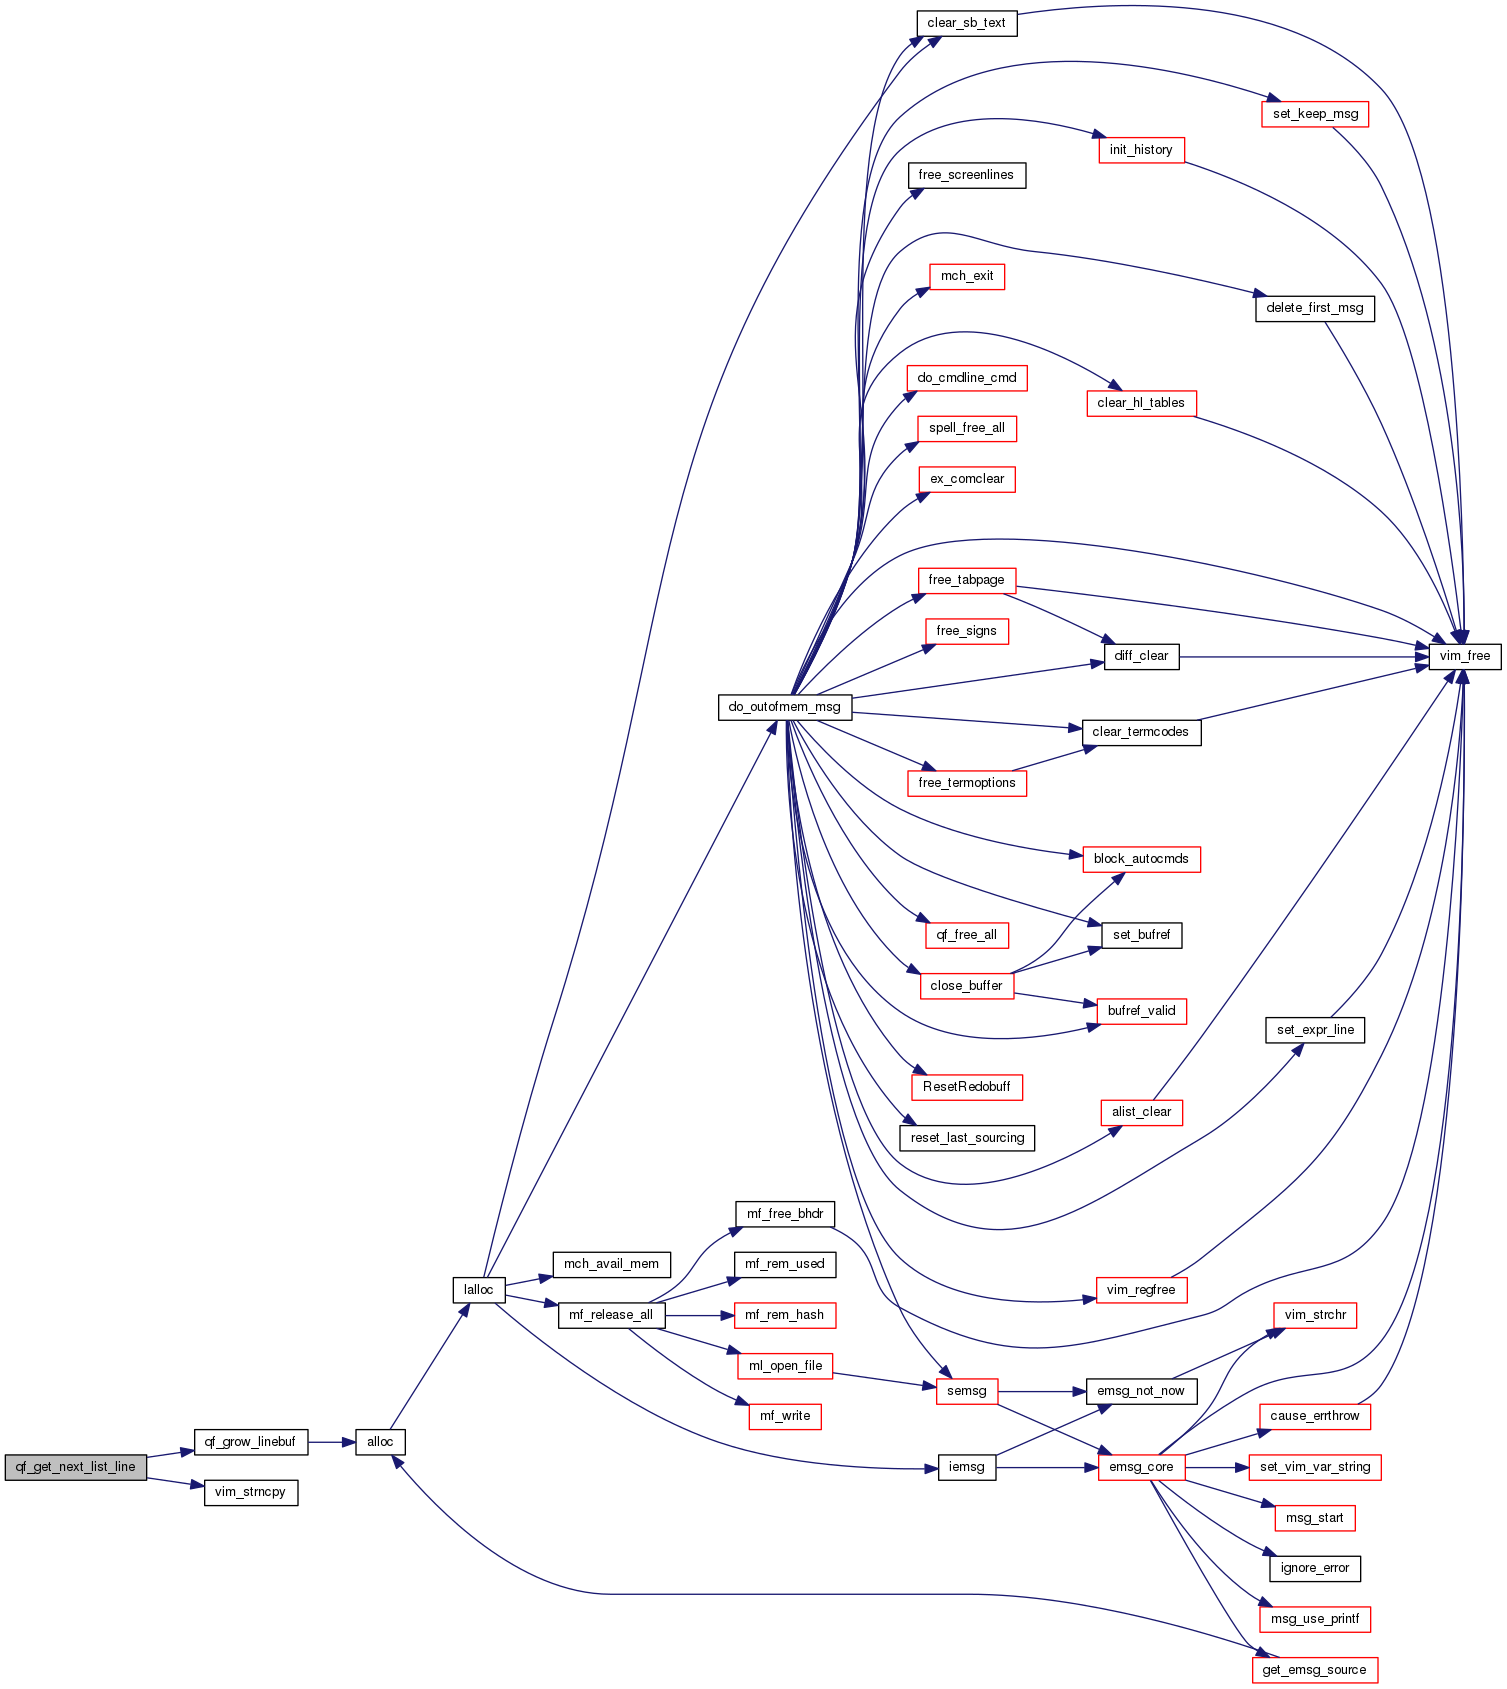 clear_sb_text
set_keep_msg
init_history
free_screenlines
mch_exit
delete_first_msg
do_cmdline_cmd
clear_hl_tables
spell_free_all
ex_comclear
free_tabpage
free_signs
diff_clear
vim_free
do_outofmem_msg
clear_termcodes
free_termoptions
block_autocmds
qf_free_all
set_bufref
close_buffer
bufref_valid
set_expr_line
ResetRedobuff
alist_clear
reset_last_sourcing
mf_free_bhdr
mch_avail_mem
mf_rem_used
lalloc
vim_regfree
mf_release_all
mf_rem_hash
vim_strchr
ml_open_file
semsg
emsg_not_now
mf_write
cause_errthrow
qf_grow_linebuf
alloc
qf_get_next_list_line
iemsg
emsg_core
set_vim_var_string
vim_strncpy
msg_start
ignore_error
msg_use_printf
get_emsg_source